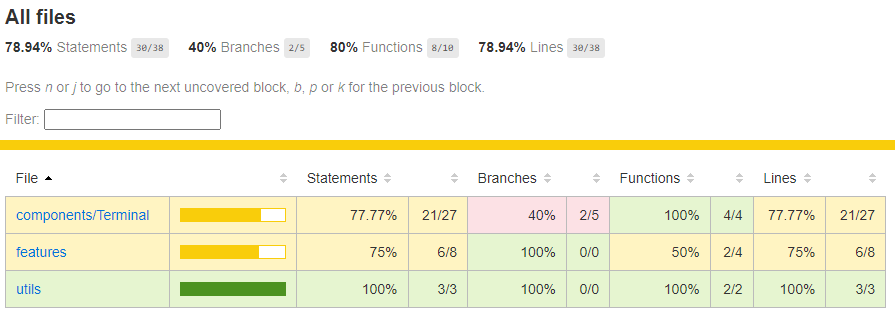 All files
78.94% Statements 30/38 40% Branches 2/5 80% Functions 8/10 78.94% Lines 30/38
Press n or j to go to the next uncovered block, b, p or k for the previous block.
Filter:
File Statements Branches Functions Lines
components/Terminal 77.77% 21/27 40% 2/5 100% 4/4 77.77% 21/27
features 75% 6/8 100% 0/0 50% 2/4 75% 6/8
utils 100% 3/3 100% 0/0 100% 2/2 100% 3/3